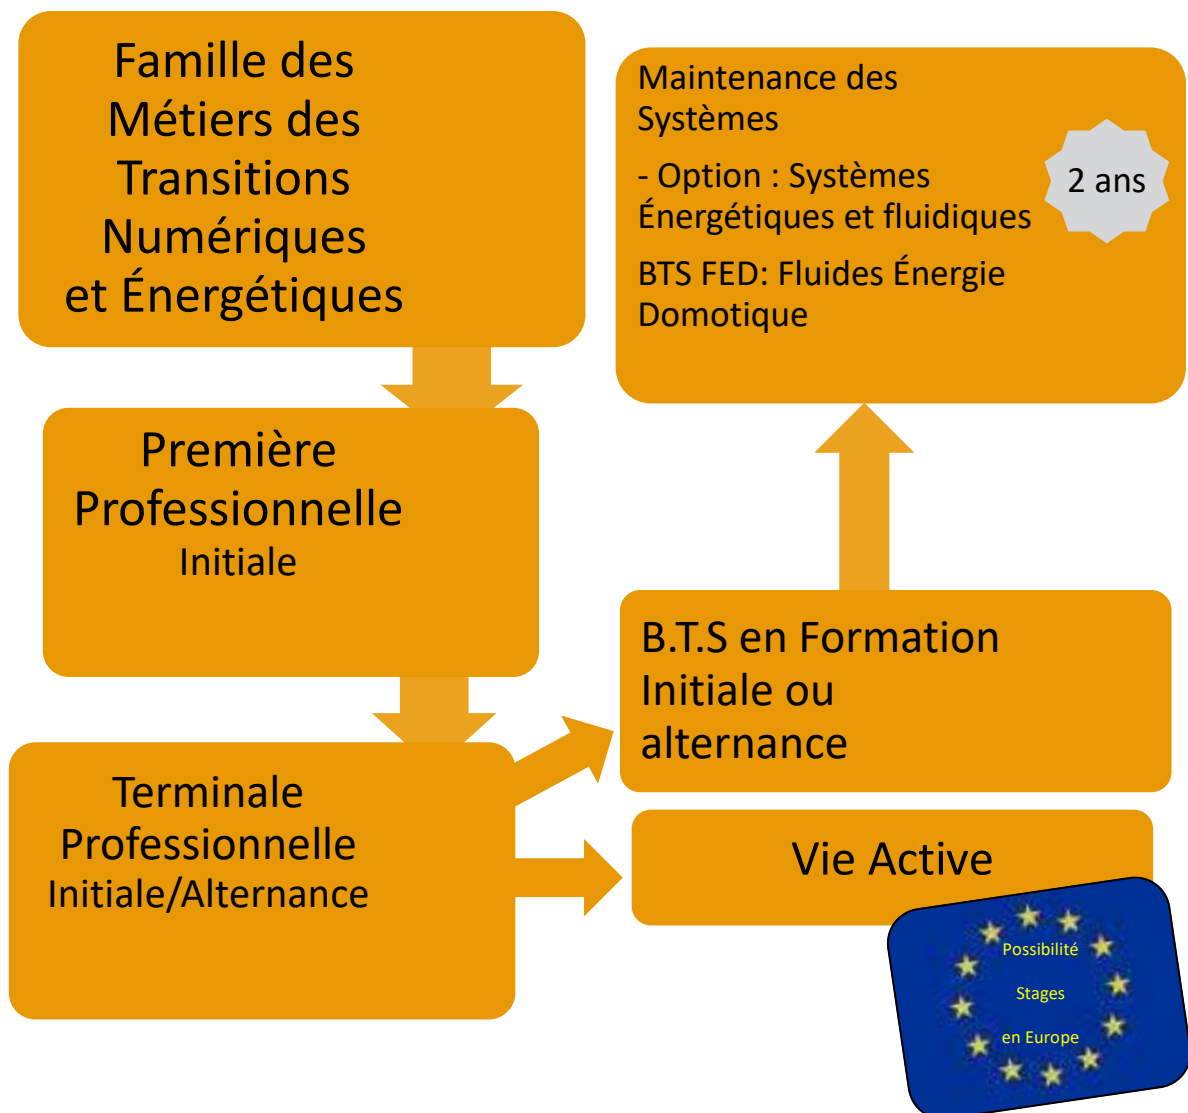 Famille des
Métiers des
Transitions
Numériques
et Énergétiques
Première
Professionnelle
Initiale
Terminale
Professionnelle
Initiale/Alternance
Maintenance des
Systèmes
- Option : Systèmes
Énergétiques et fluidiques
BTS FED: Fluides Énergie
Domotique
2 ans
B.T.S en Formation
Initiale ou
alternance
Vie Active
Possibilité
Stages
en Europe